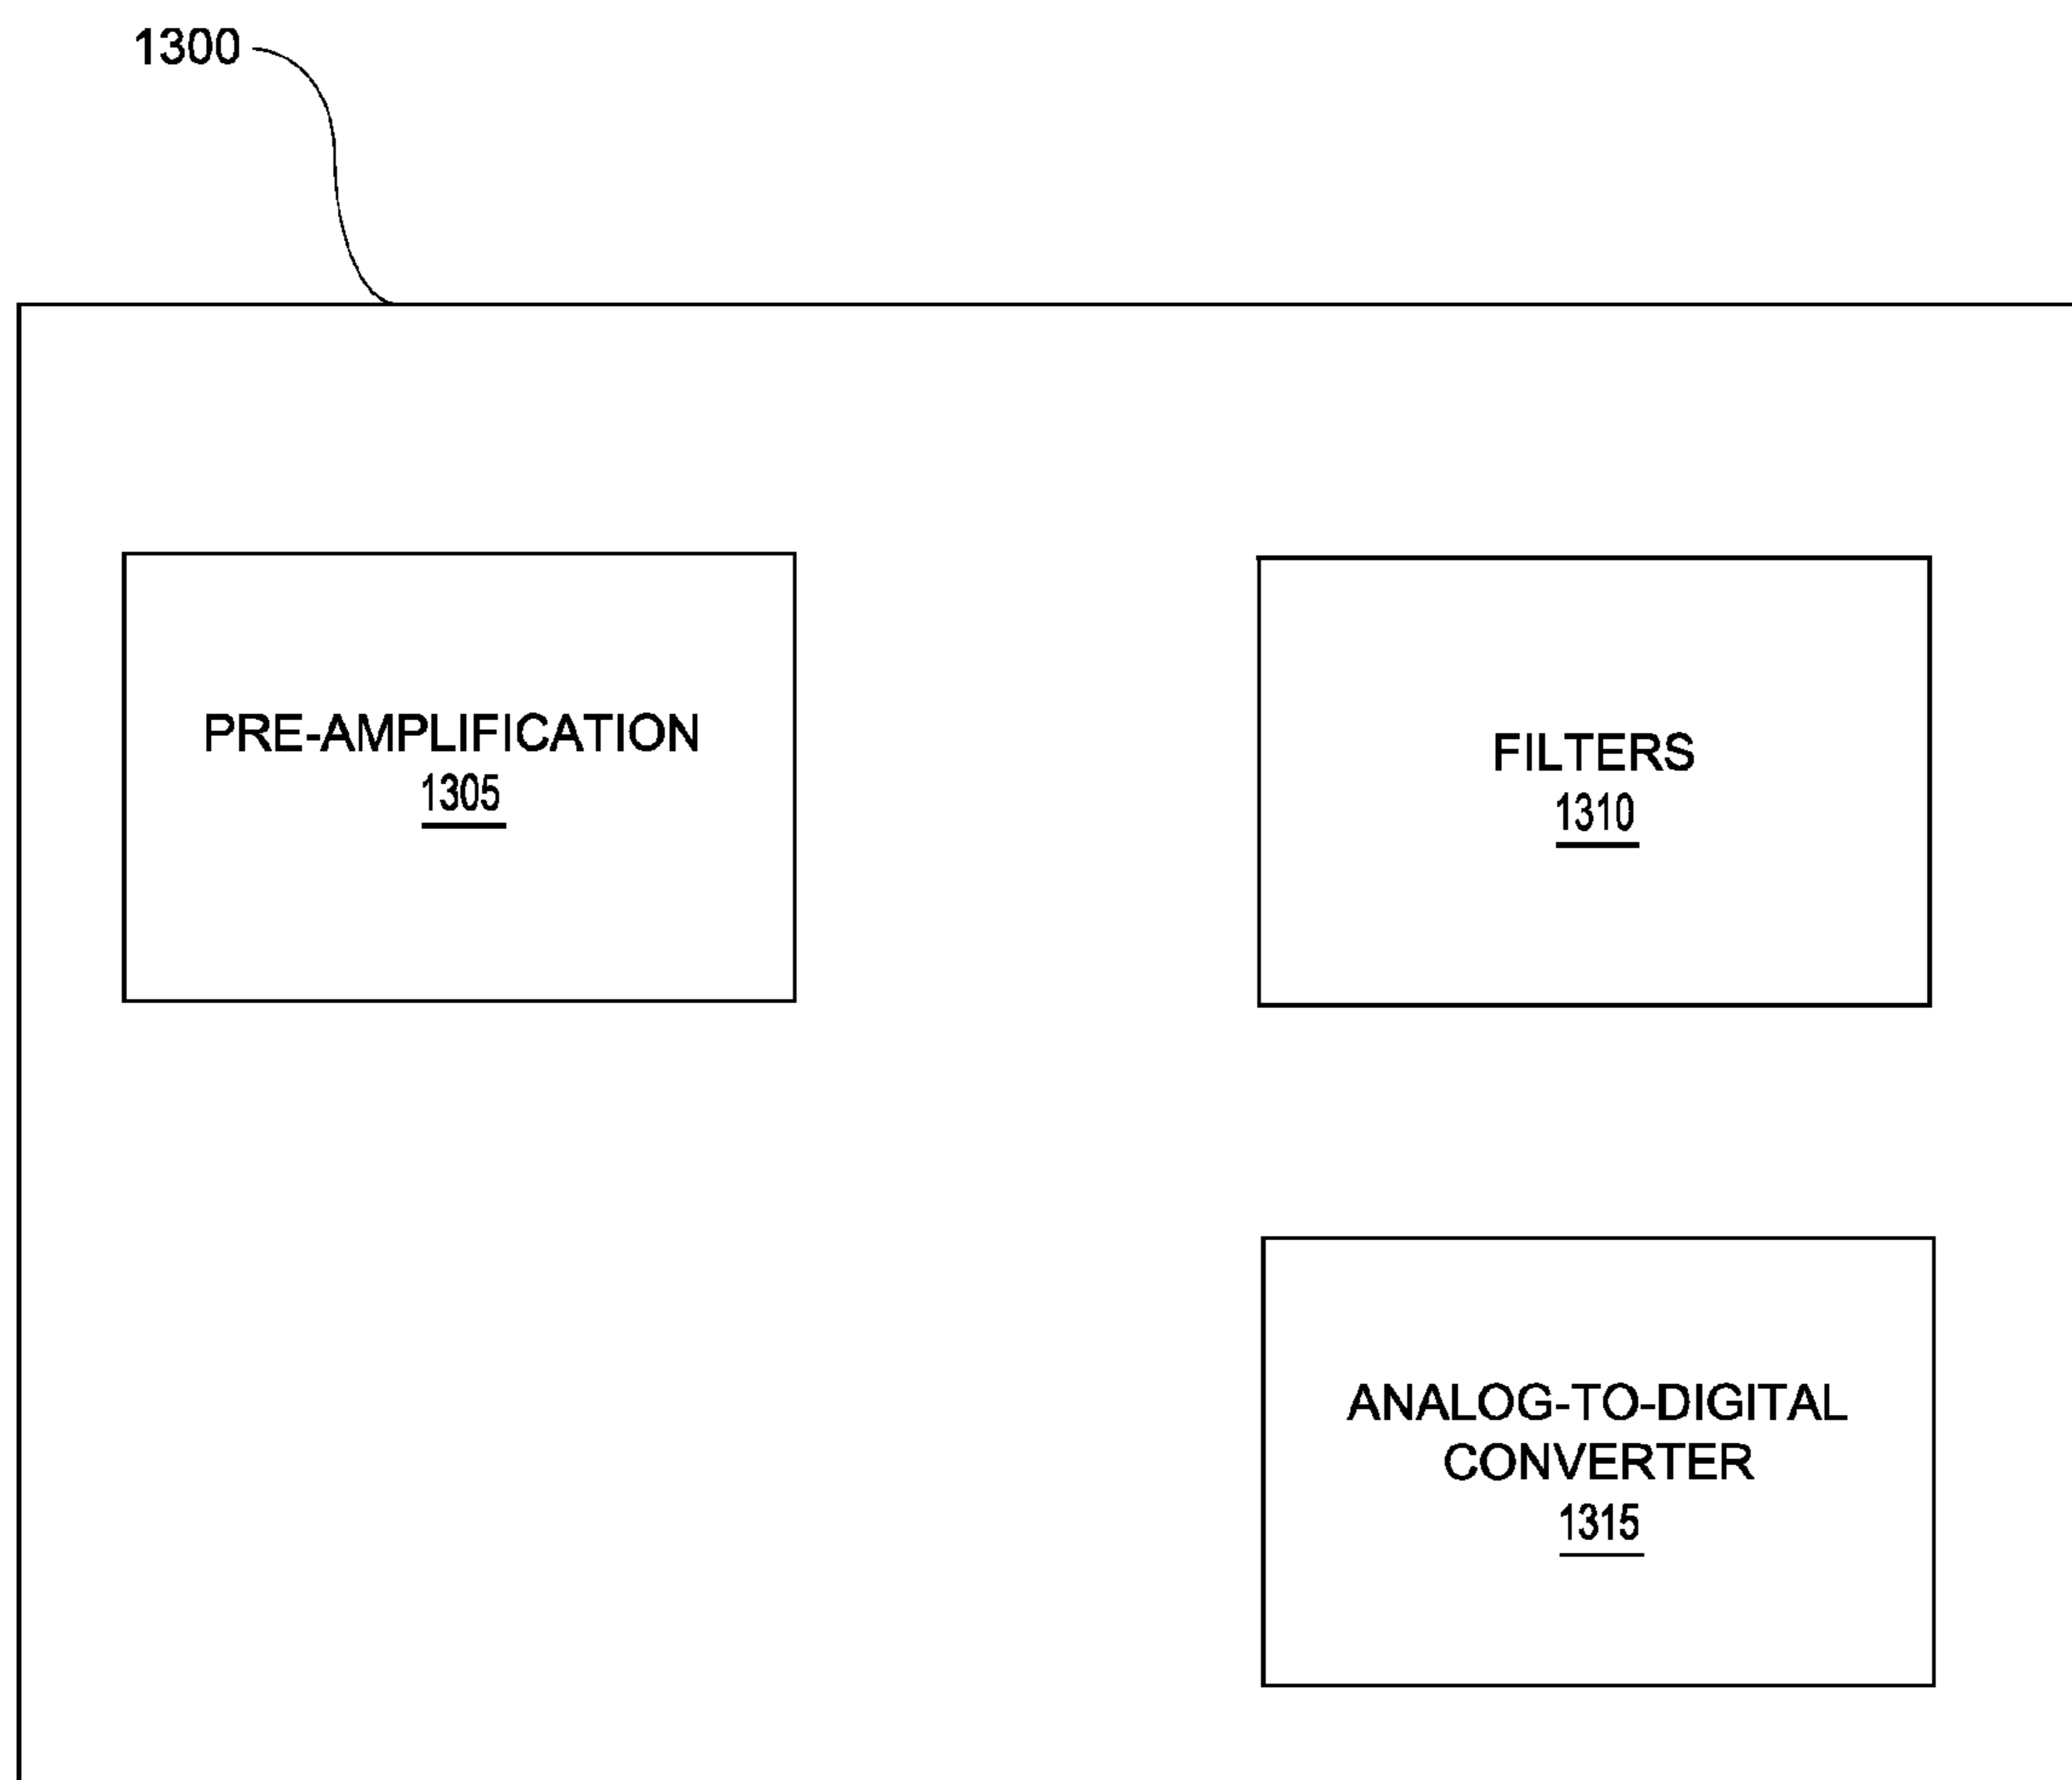 1300
PRE-AMPLIFICATION
1305
FILTERS
1310
ANALOG-TO-DIGITAL
CONVERTER
1315